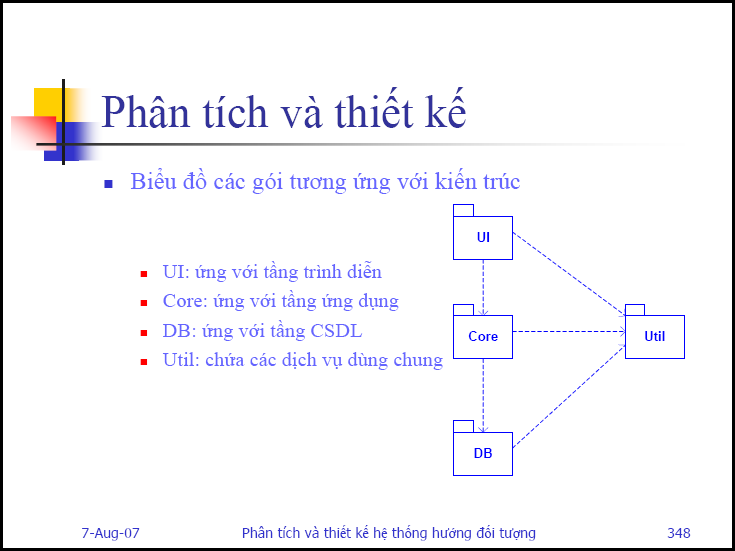 Phân tích và thiết kế
Biểu đồ các gói tương ứng với kiến trúc
UI: ứng với tầng trình diễn
Core: ứng với tầng ứng dụng
DB: ứng với tầng CSDL
Util: chứa các dịch vụ dùng chung
UI
Core
Util
DB
7-Aug-07
Phân tích và thiết kế hệ thống hướng đối tượng
348